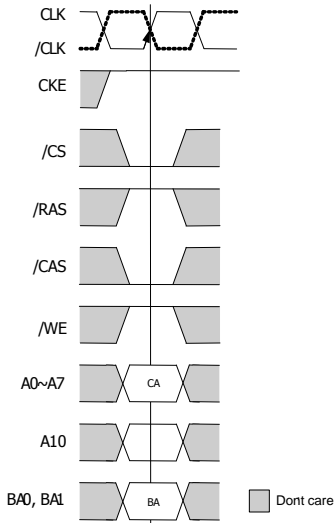 CLK
/CLK
CKE
/CS
/RAS
/CAS
/WE
A0~A7
CA
A10
BA0, BA1
BA
Dont care